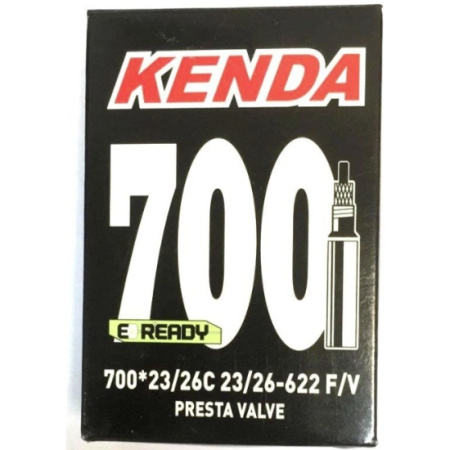 KENDA
700
E READY
700*23/26C 23/26-622 F/V
PRESTA VALVE